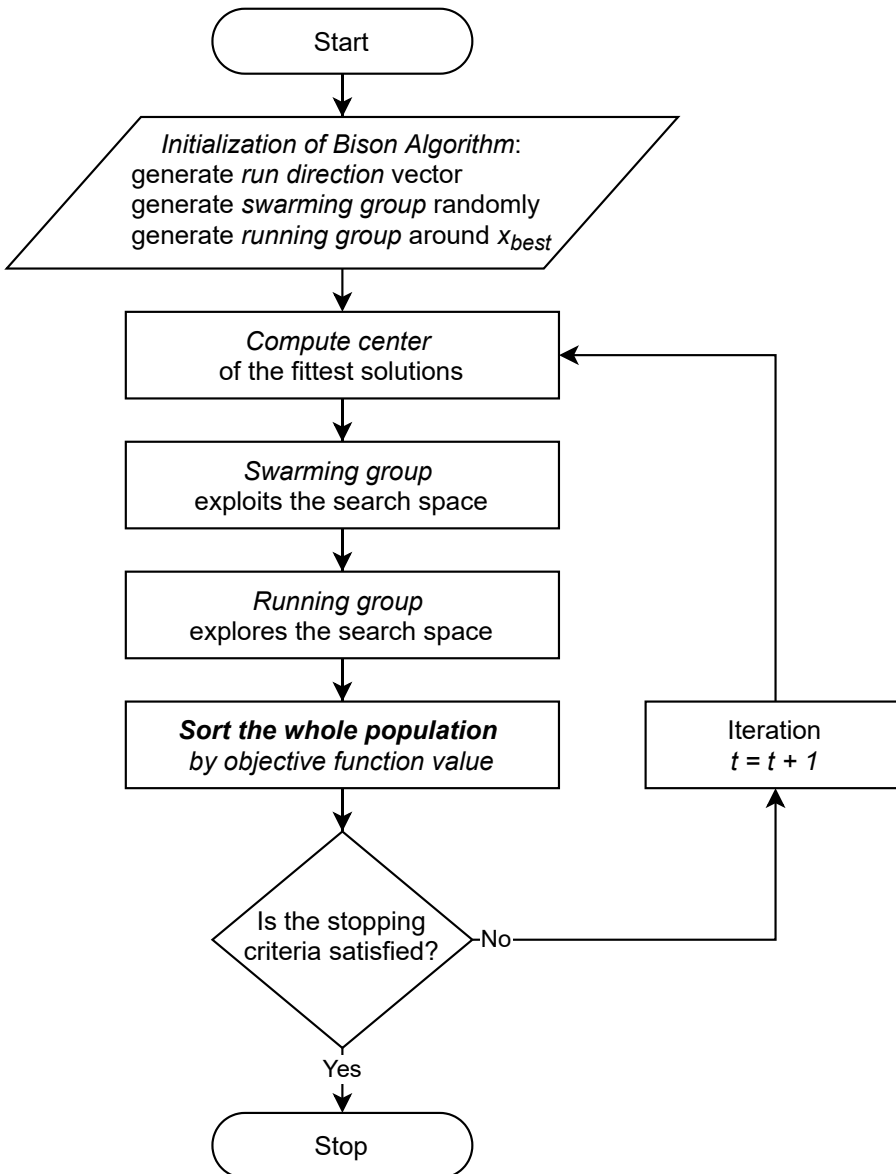 Start
Initialization of Bison Algorithm:
generate run direction vector
generate swarming group randomly
generate running group around x_best
Compute center
of the fittest solutions
Swarming group
exploits the search space
Running group
explores the search space
Sort the whole population
by objective function value
Iteration
t = t + 1
Is the stopping
criteria satisfied?
No
Yes
Stop